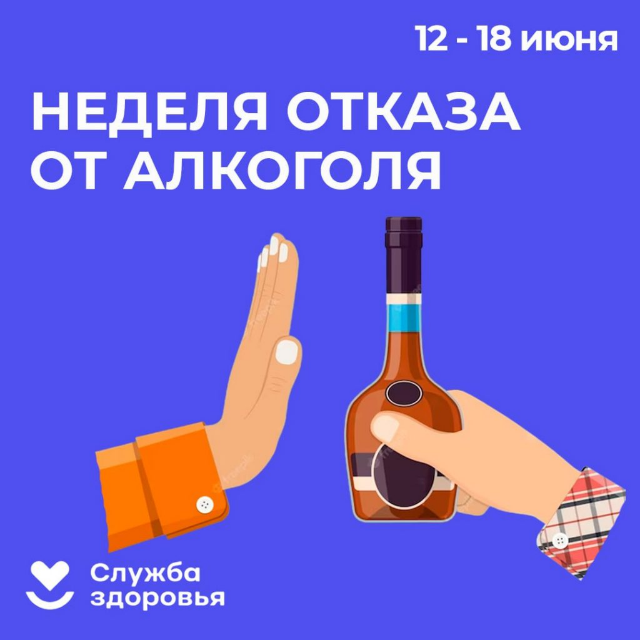 12 - 18 июня
НЕДЕЛЯ ОТКАЗА
ОТ АЛКОГОЛЯ
Служба
здоровья